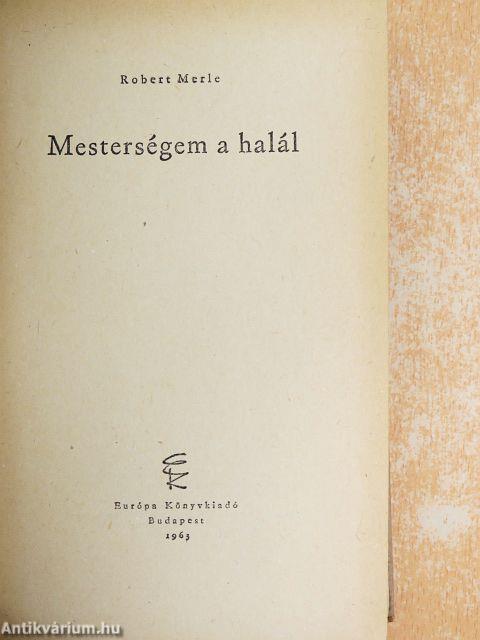 Robert Merle
Mesterségem a halál
Európa Könyvkiadó
Budapest
1963
Antikvárium.hu